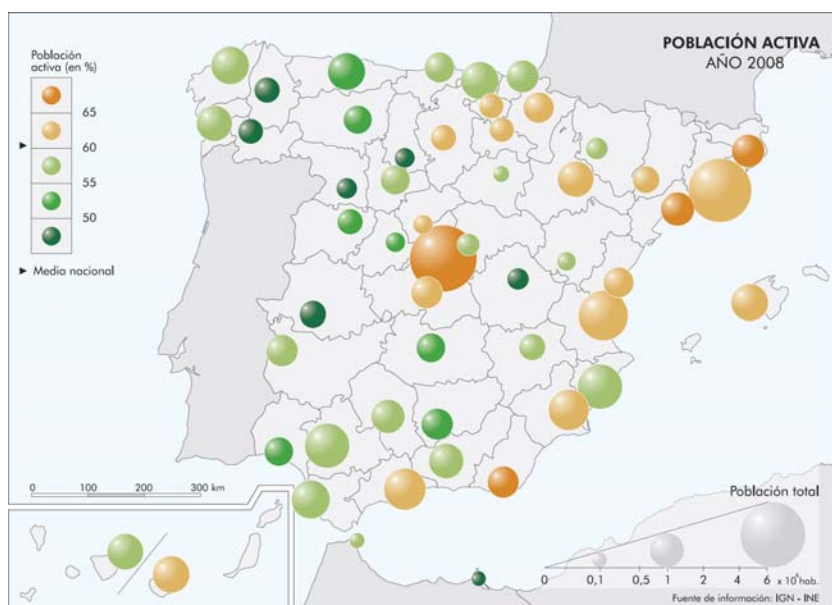 POBLACIÓN ACTIVA
AÑO 2008
Población
activa (en %)
65
60
55
50
Media nacional
0 100 200 300 km
Población total
0 0,1 0,5 1 2 4 6 x 10⁶ hab.
Fuente de información: IGN - INE